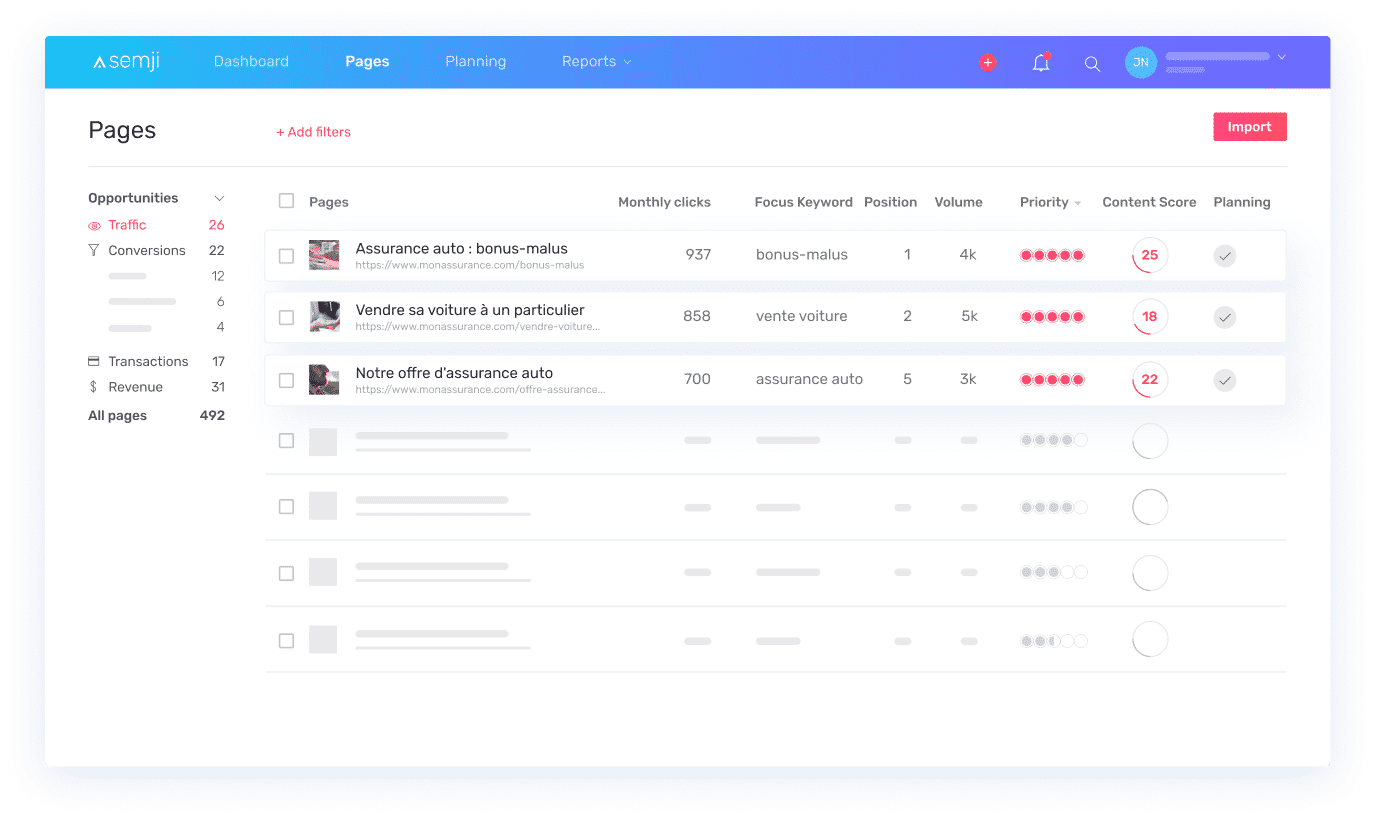 semji Dashboard Pages Planning Reports JN
Pages + Add filters Import
Opportunities
Traffic 26
Conversions 22
12
6
4
Transactions 17
Revenue 31
All pages 492
Pages Monthly clicks Focus Keyword Position Volume Priority Content Score Planning
Assurance auto : bonus-malus 937 bonus-malus 1 4k 25
https://www.monassurance.com/bonus-malus
Vendre sa voiture à un particulier 858 vente voiture 2 5k 18
https://www.monassurance.com/vendre-voiture...
Notre offre d'assurance auto 700 assurance auto 5 3k 22
https://www.monassurance.com/offre-assurance...